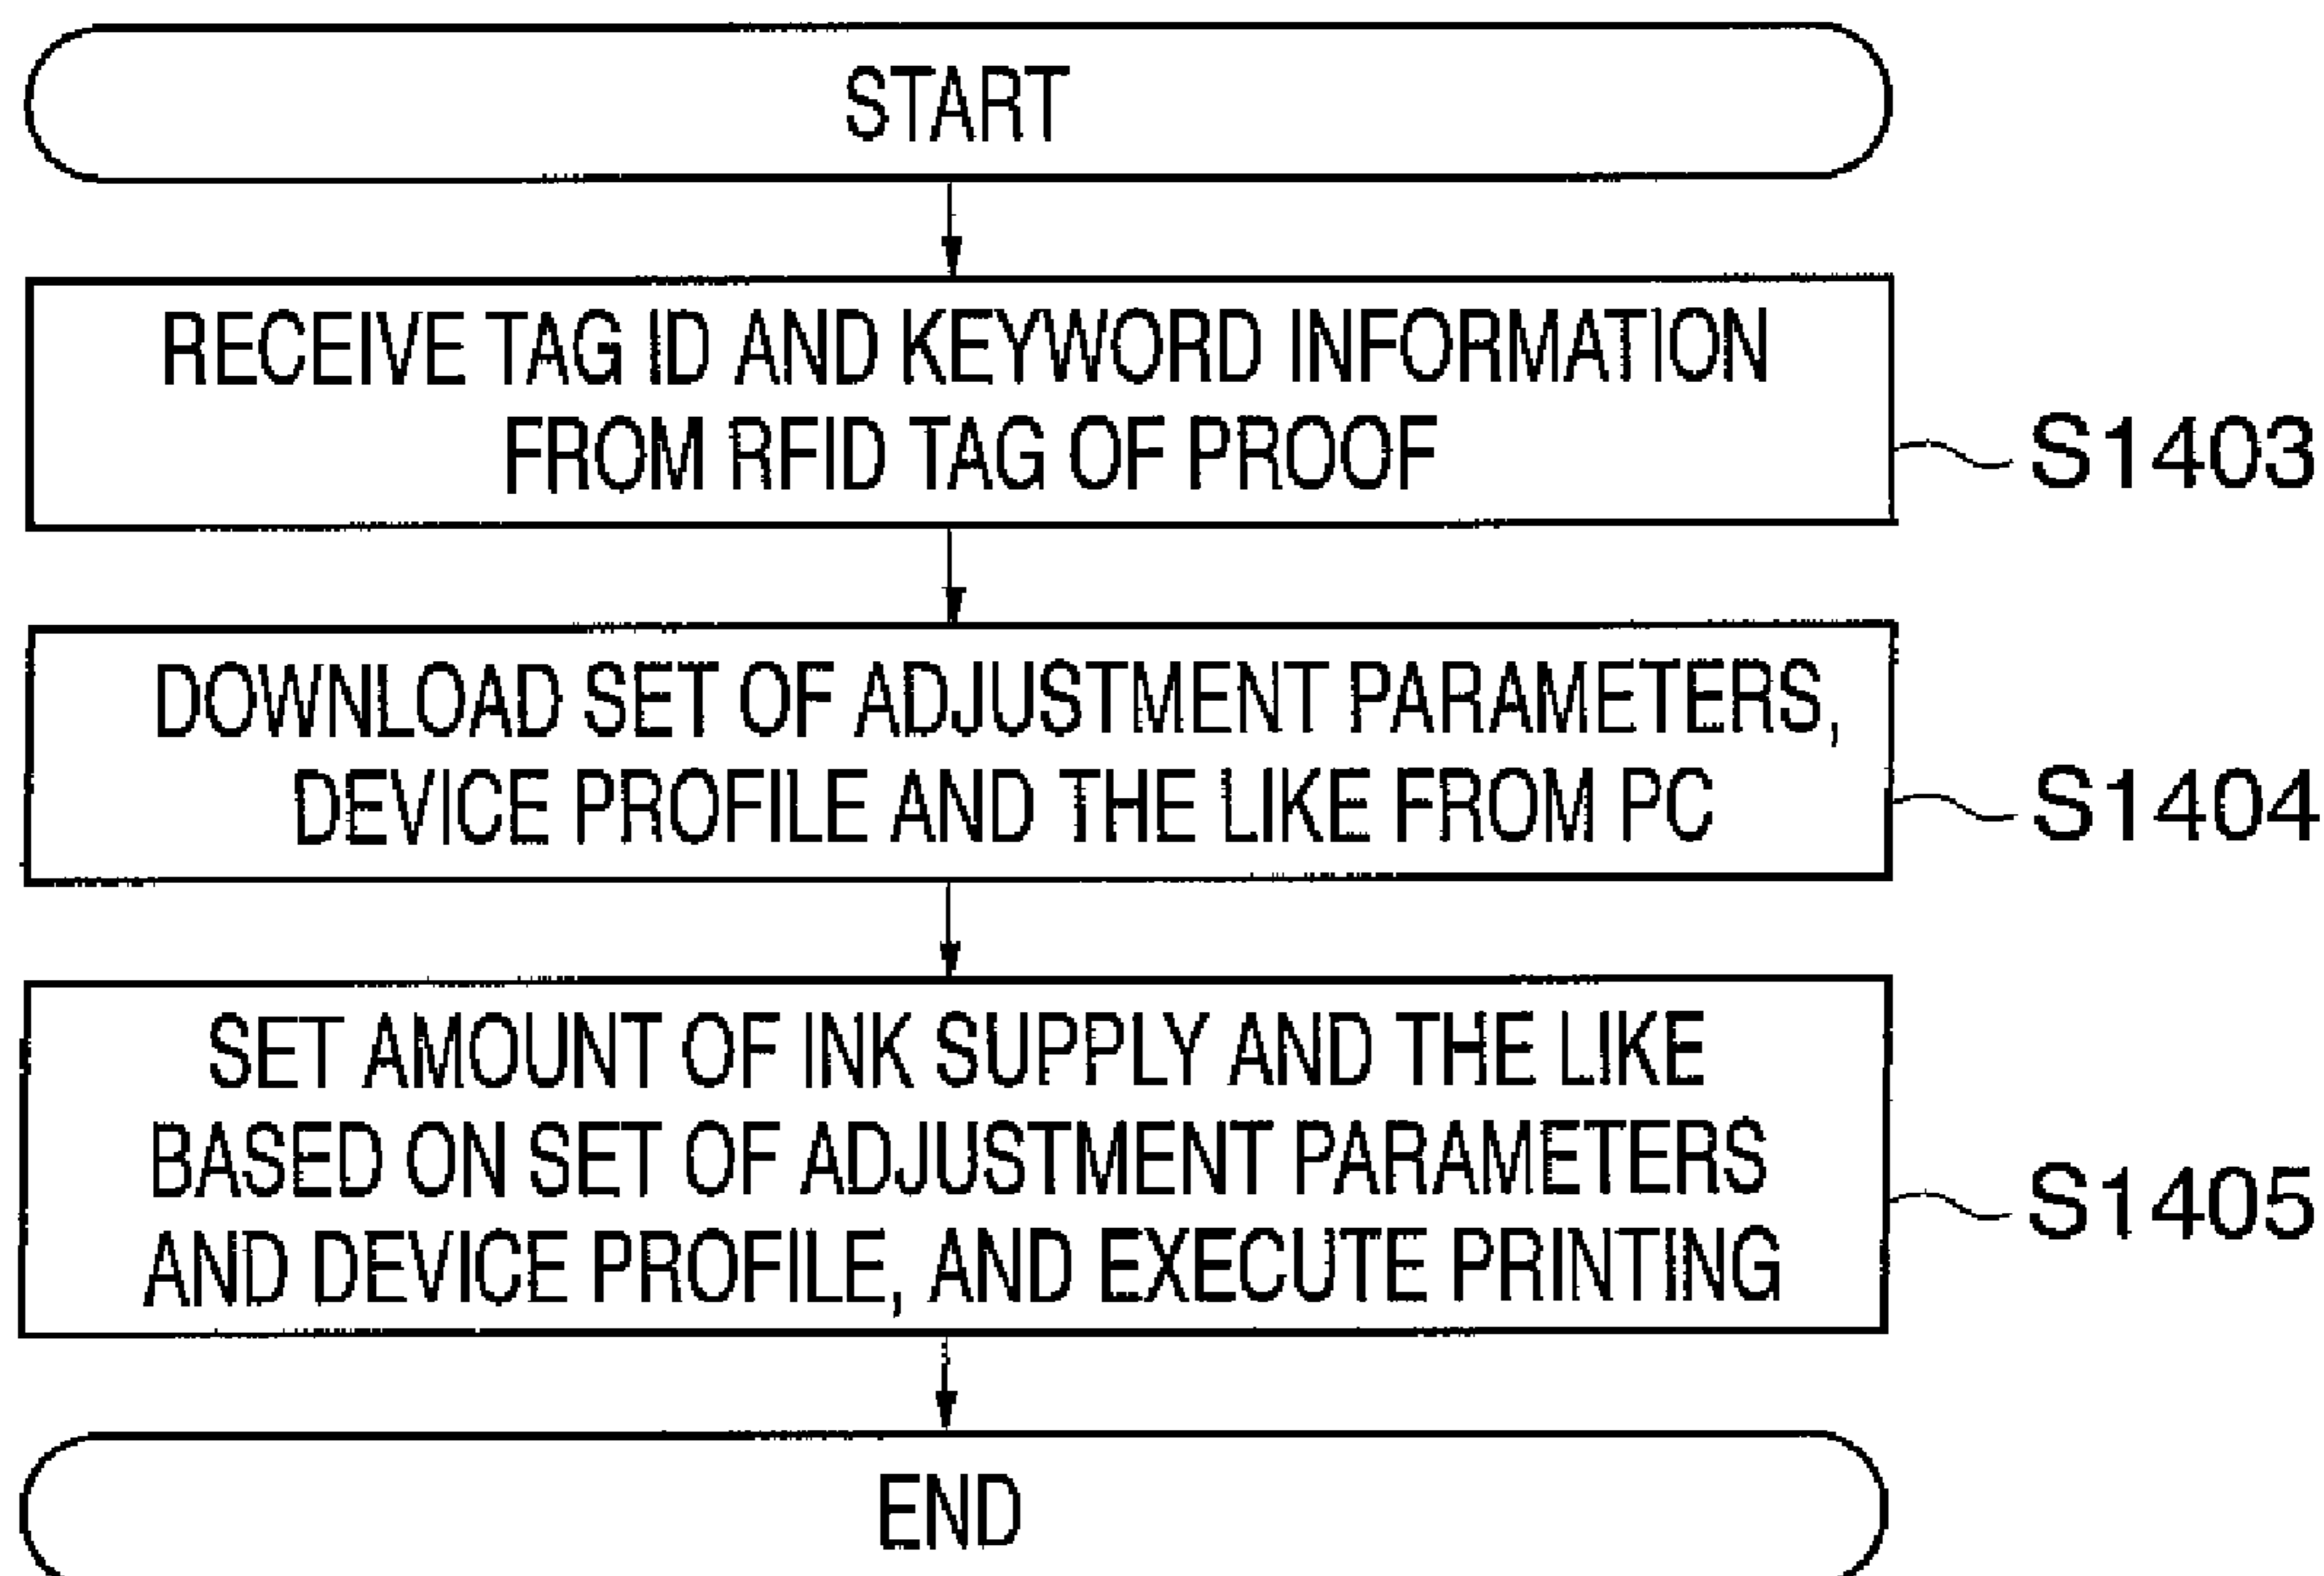 START
RECEIVE TAG ID AND KEYWORD INFORMATION
FROM RFID TAG OF PROOF
S1403
DOWNLOAD SET OF ADJUSTMENT PARAMETERS,
DEVICE PROFILE AND THE LIKE FROM PC
S1404
SET AMOUNT OF INK SUPPLY AND THE LIKE
BASED ON SET OF ADJUSTMENT PARAMETERS
AND DEVICE PROFILE, AND EXECUTE PRINTING
S1405
END